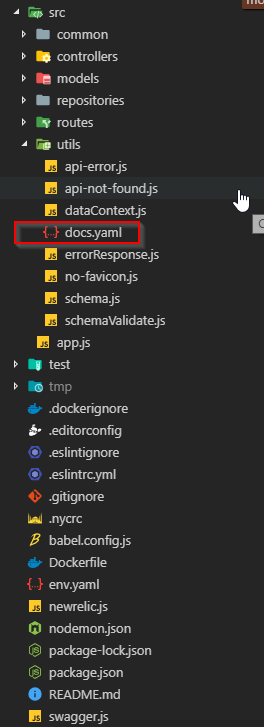 src
common
controllers
models
repositories
routes
utils
api-error.js
api-not-found.js
dataContext.js
docs.yaml
errorResponse.js
no-favicon.js
schema.js
schemaValidate.js
app.js
test
tmp
.dockerignore
.editorconfig
.eslintignore
.eslintrc.yml
.gitignore
.nycrc
babel.config.js
Dockerfile
env.yaml
newrelic.js
nodemon.json
package-lock.json
package.json
README.md
swagger.js